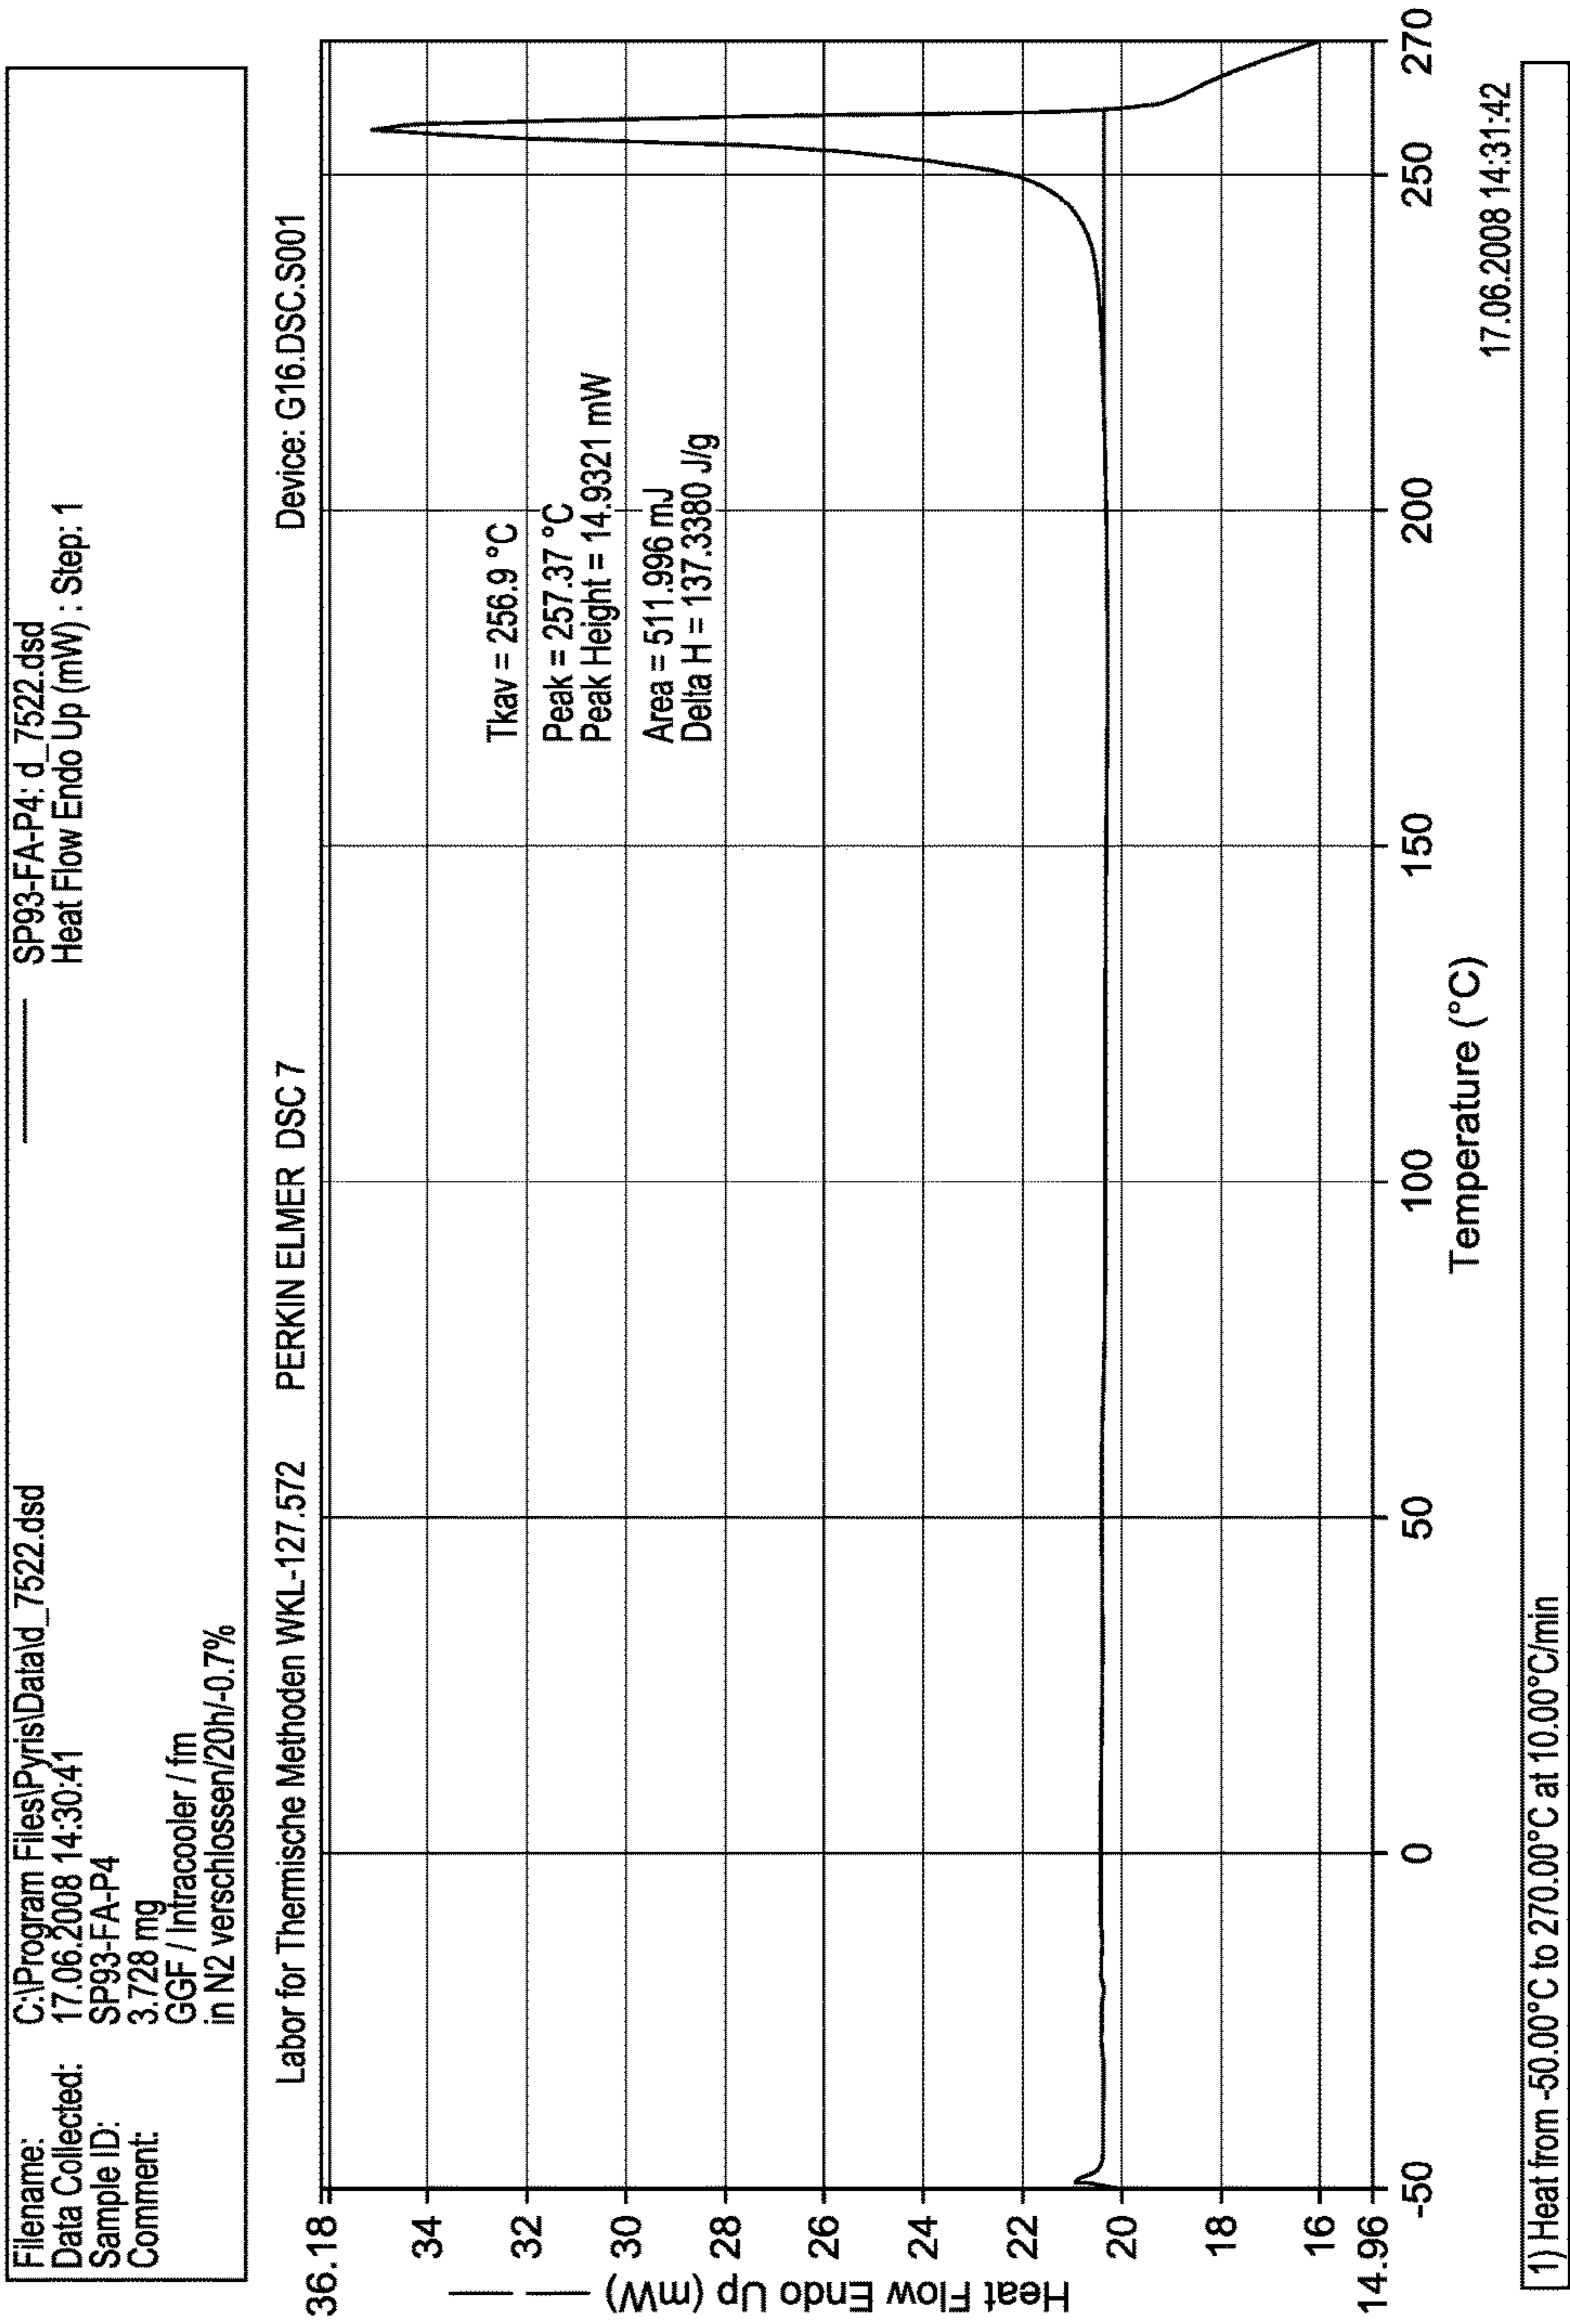 Filename: C:\Program Files\Pyris\Data\d_7522.dsd
Data Collected: 17.06.2008 14:30:41
Sample ID: SP93-FA-P4
Comment: 3.728 mg
GGF / Intracooler / fm
in N2 verschlossen/20h/-0.7%
SP93-FA-P4: d_7522.dsd
Heat Flow Endo Up (mW) : Step: 1
Labor for Thermische Methoden WKL-127.572 PERKIN ELMER DSC 7 Device: G16.DSC.S001
36.18
34
32
30
28
26
24
22
20
18
16
14.96
Heat Flow Endo Up (mW)
Tkav = 256.9 °C
Peak = 257.37 °C
Peak Height = 14.9321 mW
Area = 511.996 mJ
Delta H = 137.3380 J/g
-50 0 50 100 150 200 250 270
Temperature (°C)
17.06.2008 14:31:42
1) Heat from -50.00°C to 270.00°C at 10.00°C/min